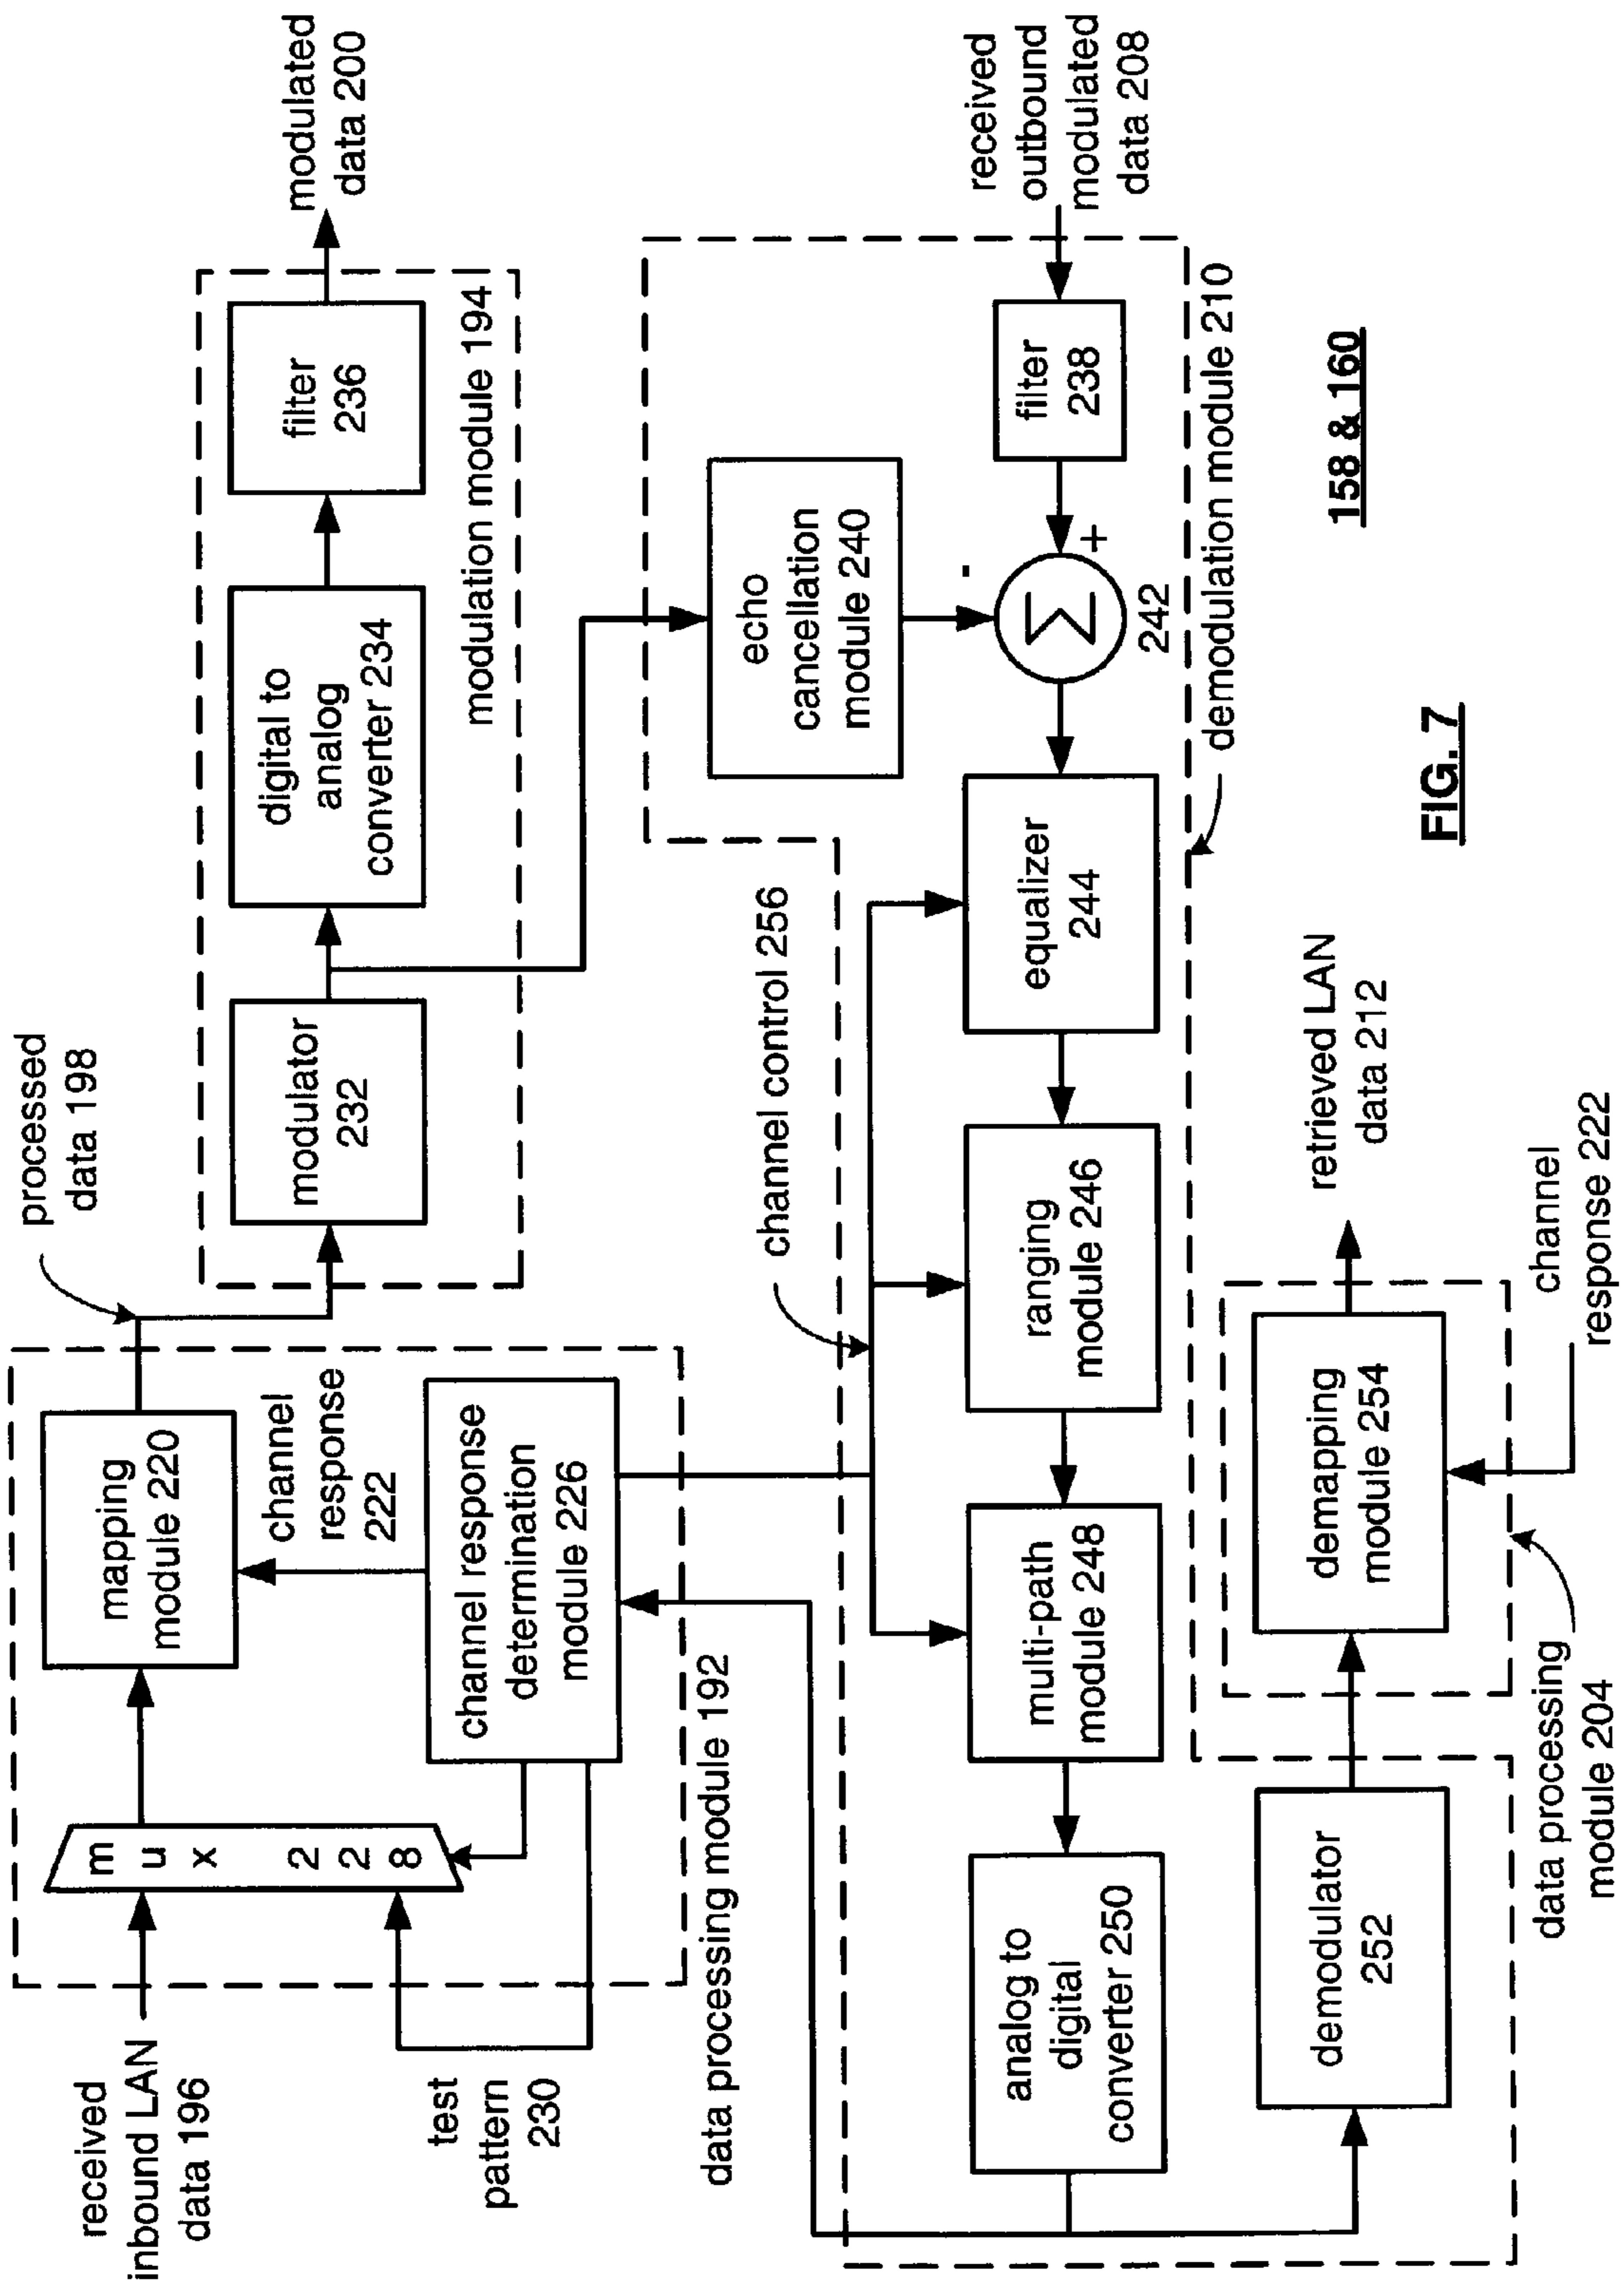 received
inbound LAN
data 196
test
pattern
230
m
u
x
2
2
8
mapping
module 220
channel
response
222
channel response
determination
module 226
data processing module 192
processed
data 198
modulator
232
digital to
analog
converter 234
filter
236
modulation module 194
modulated
data 200
received
outbound
modulated
data 208
filter
238
echo
cancellation
module 240
-
+
Σ
242
demodulation module 210
equalizer
244
channel control 256
ranging
module 246
multi-path
module 248
analog to
digital
converter 250
demodulator
252
demapping
module 254
retrieved LAN
data 212
channel
response 222
data processing
module 204
158 & 160
FIG. 7